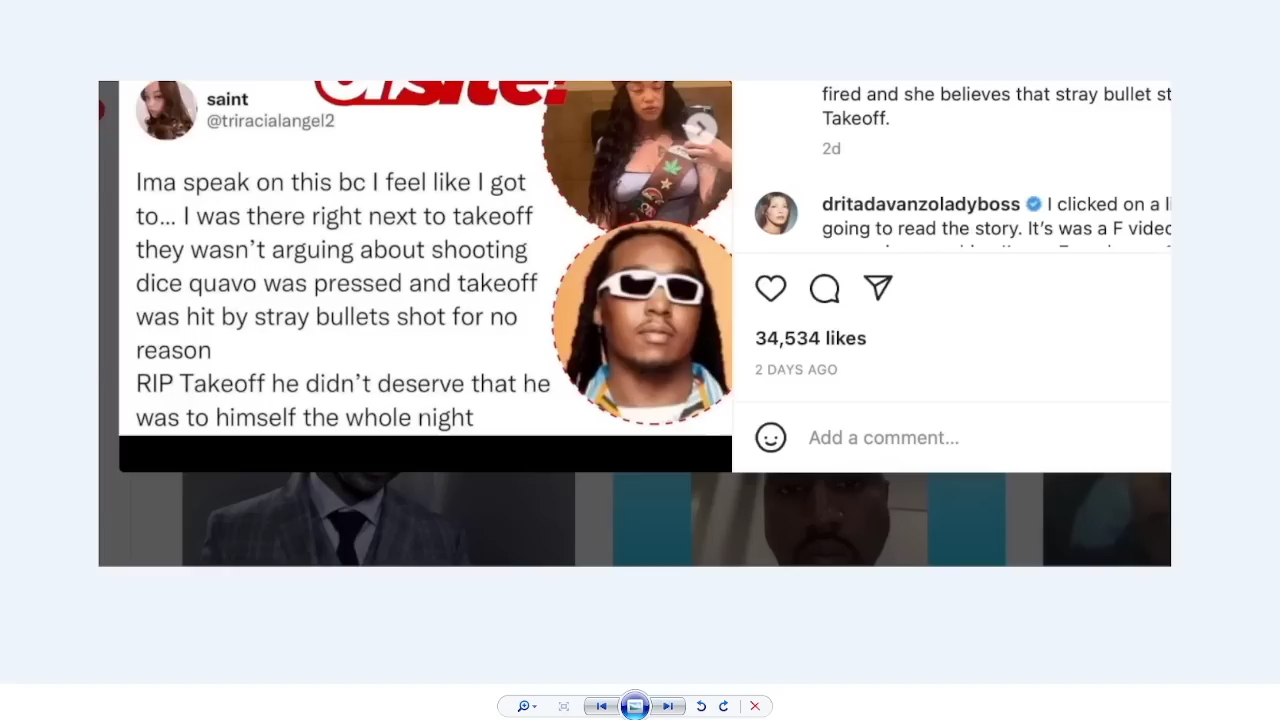 onsite!
saint
@triracialangel2
Ima speak on this bc I feel like I got
to... I was there right next to takeoff
they wasn't arguing about shooting
dice quavo was pressed and takeoff
was hit by stray bullets shot for no
reason
RIP Takeoff he didn't deserve that he
was to himself the whole night
fired and she believes that stray bullet st
Takeoff.
2d
dritadavanzoladyboss I clicked on a li
going to read the story. It's was a F video
34,534 likes
2 DAYS AGO
Add a comment...